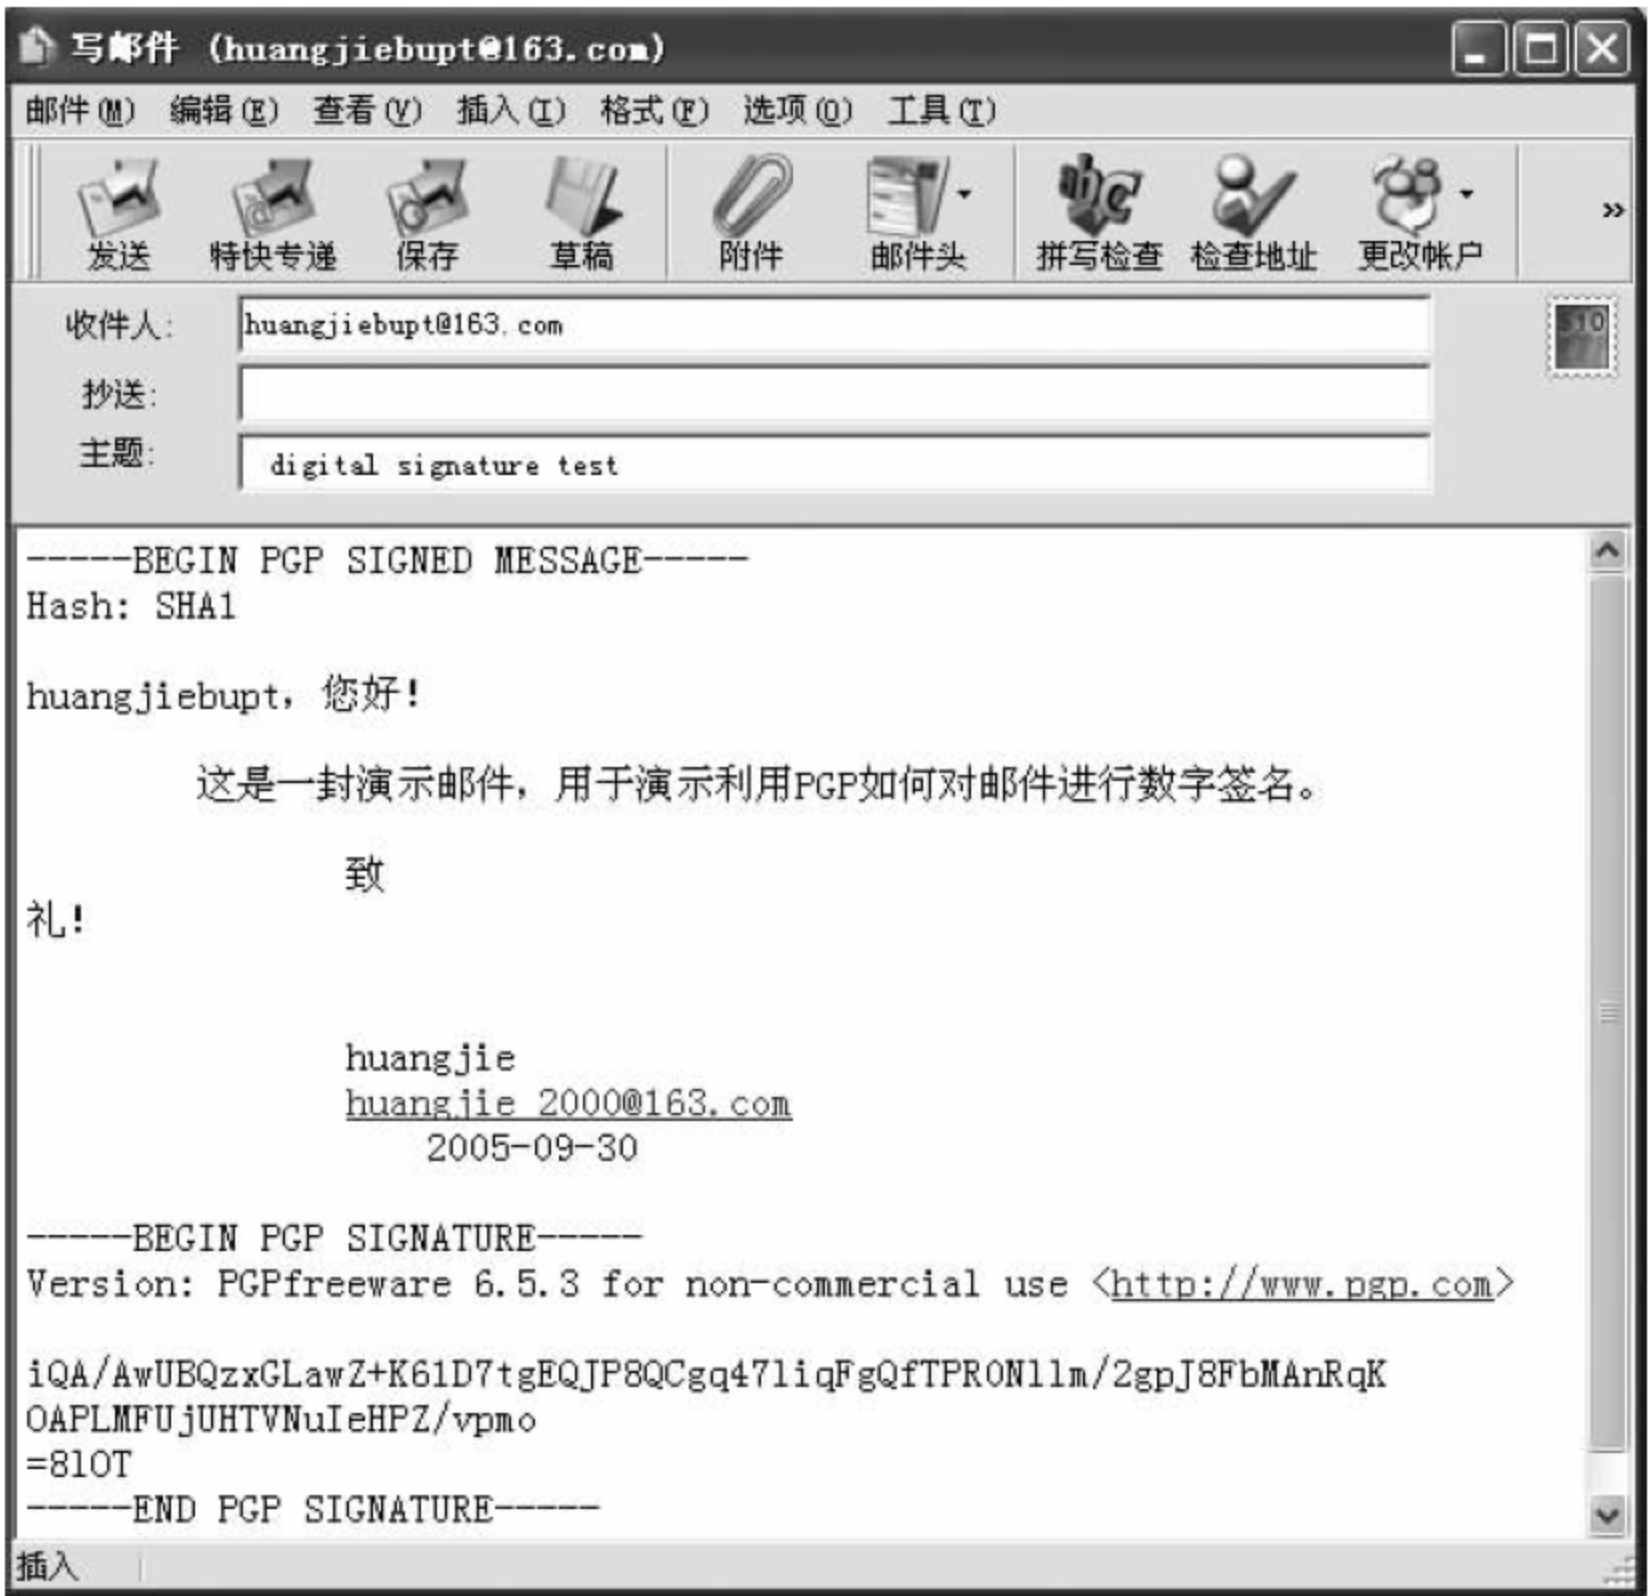 写邮件 (huangjiebupt@163.com)
邮件(M) 编辑(E) 查看(V) 插入(I) 格式(F) 选项(O) 工具(T)
发送 特快专递 保存 草稿 附件 邮件头 拼写检查 检查地址 更改帐户 »
收件人: huangjiebupt@163.com
抄送:
主题: digital signature test
-----BEGIN PGP SIGNED MESSAGE-----
Hash: SHA1
huangjiebupt，您好！
这是一封演示邮件，用于演示利用PGP如何对邮件进行数字签名。
致
礼！
huangjie
huangjie_2000@163.com
2005-09-30
-----BEGIN PGP SIGNATURE-----
Version: PGPfreeware 6.5.3 for non-commercial use <http://www.pgp.com>
iQA/AwUBQzxGLawZ+K61D7tgEQJP8QCgq47liqFgQfTPR0Nllm/2gpJ8FbMAnRqK
OAPLMFUjUHTVNuIeHPZ/vpmo
=8lOT
-----END PGP SIGNATURE-----
插入